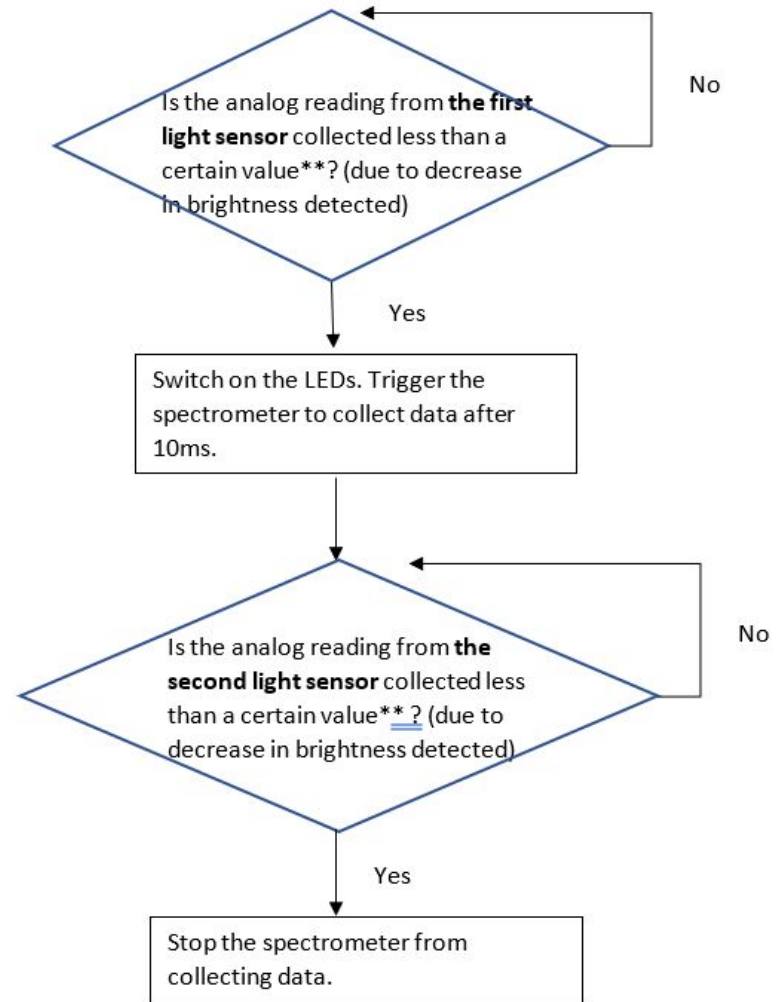 No
Is the analog reading from the first
light sensor collected less than a
certain value**? (due to decrease
in brightness detected)
Yes
Switch on the LEDs. Trigger the
spectrometer to collect data after
10ms.
No
Is the analog reading from the
second light sensor collected less
than a certain value** ? (due to
decrease in brightness detected)
Yes
Stop the spectrometer from
collecting data.